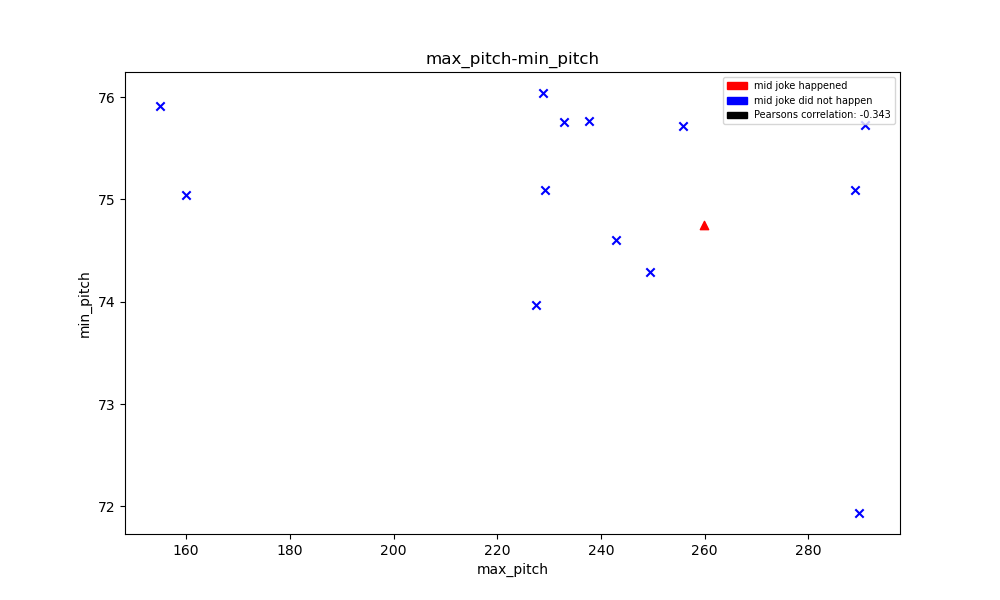 max_pitch-min_pitch
mid joke happened
mid joke did not happen
Pearsons correlation: -0.343
76
75
74
73
72
min_pitch
160 180 200 220 240 260 280
max_pitch